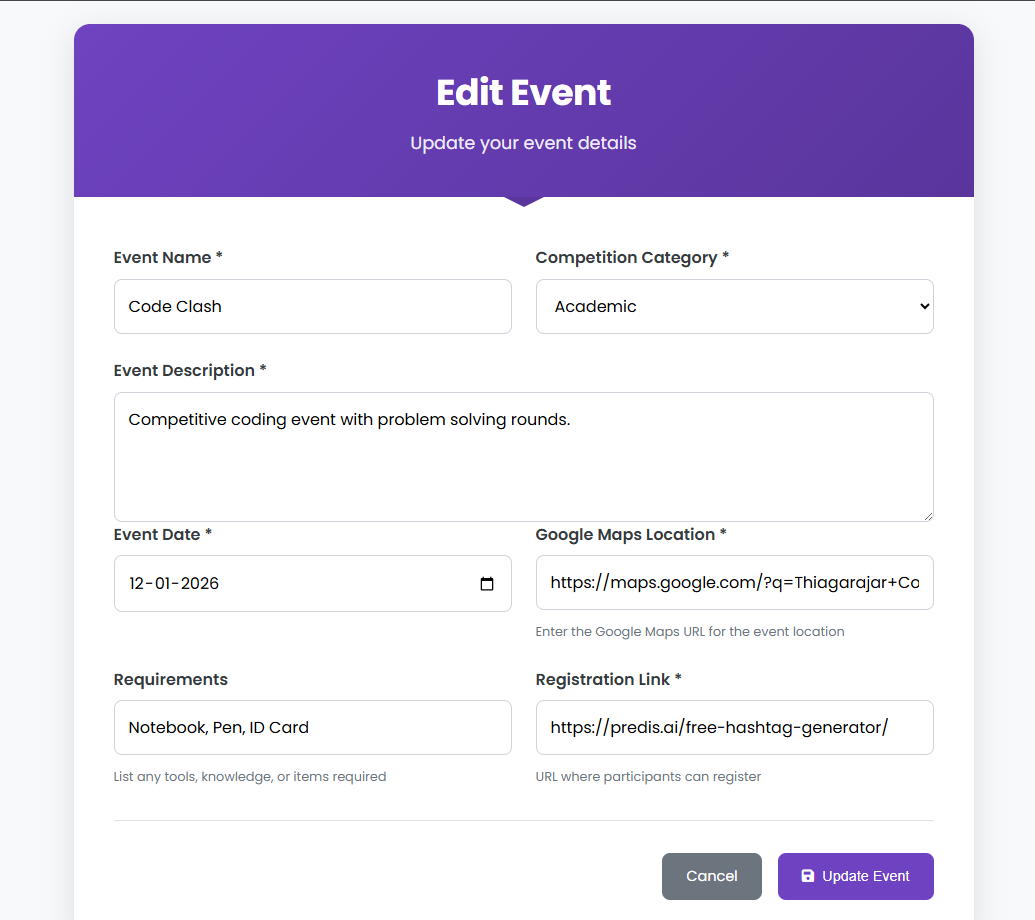 Edit Event
Update your event details
Event Name *
Competition Category *
Code Clash
Academic
Event Description *
Competitive coding event with problem solving rounds.
Event Date *
Google Maps Location *
12-01-2026
https://maps.google.com/?q=Thiagarajar+Co
Enter the Google Maps URL for the event location
Requirements
Registration Link *
Notebook, Pen, ID Card
https://predis.ai/free-hashtag-generator/
List any tools, knowledge, or items required
URL where participants can register
Cancel
Update Event